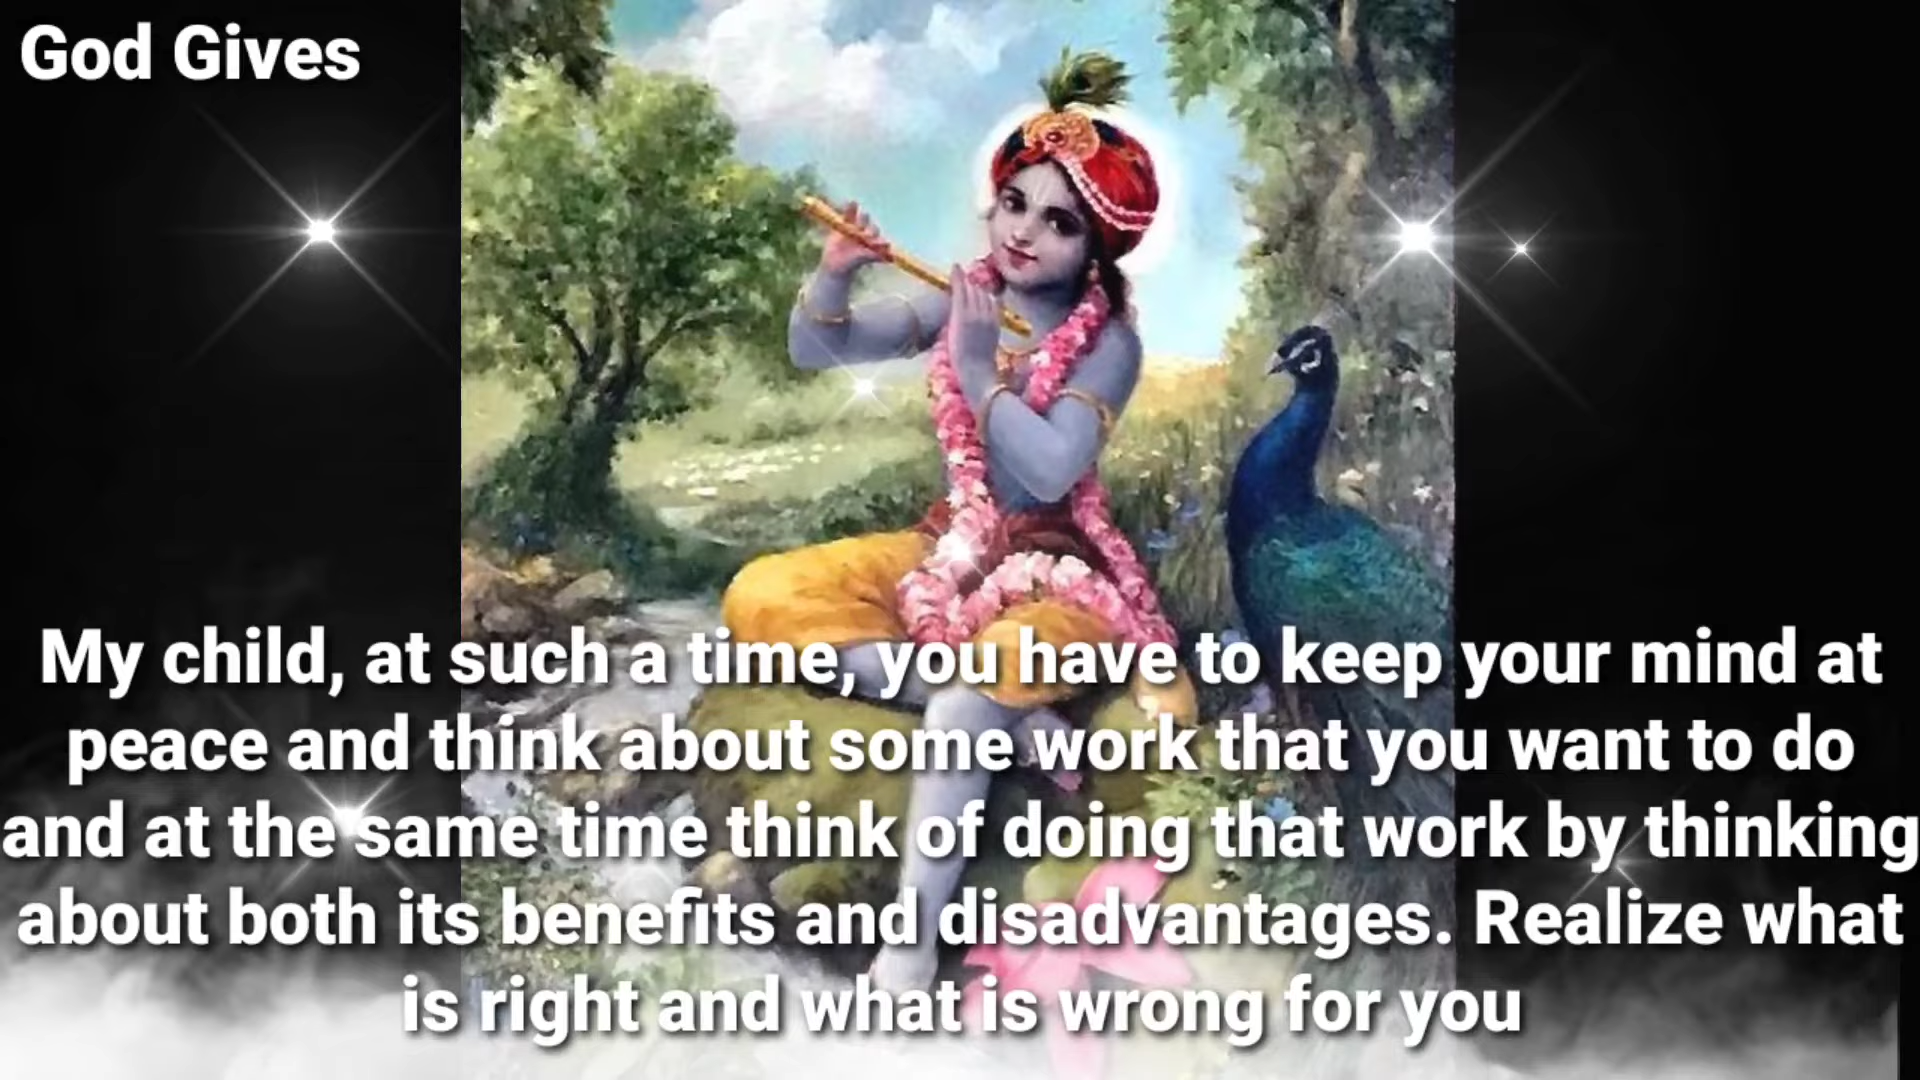 God Gives
My child, at such a time, you have to keep your mind at
peace and think about some work that you want to do
and at the same time think of doing that work by thinking
about both its benefits and disadvantages. Realize what
is right and what is wrong for you